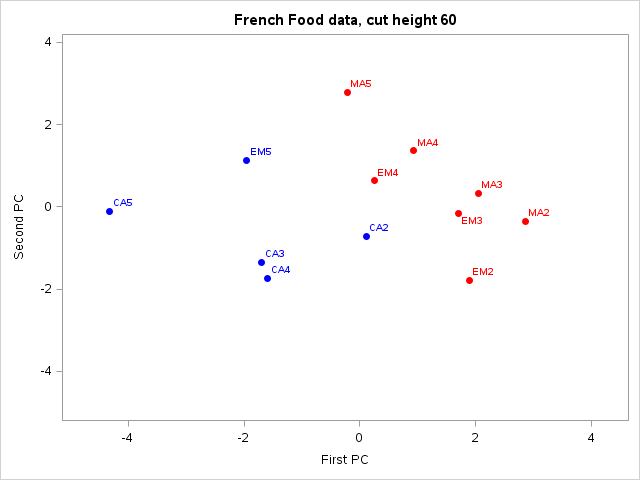 French Food data, cut height 60
4
MA5
2
MA4
EM5
EM4
MA3
CA5
0
MA2
EM3
CA2
CA3
CA4
EM2
-2
-4
Second PC
-4 -2 0 2 4
First PC